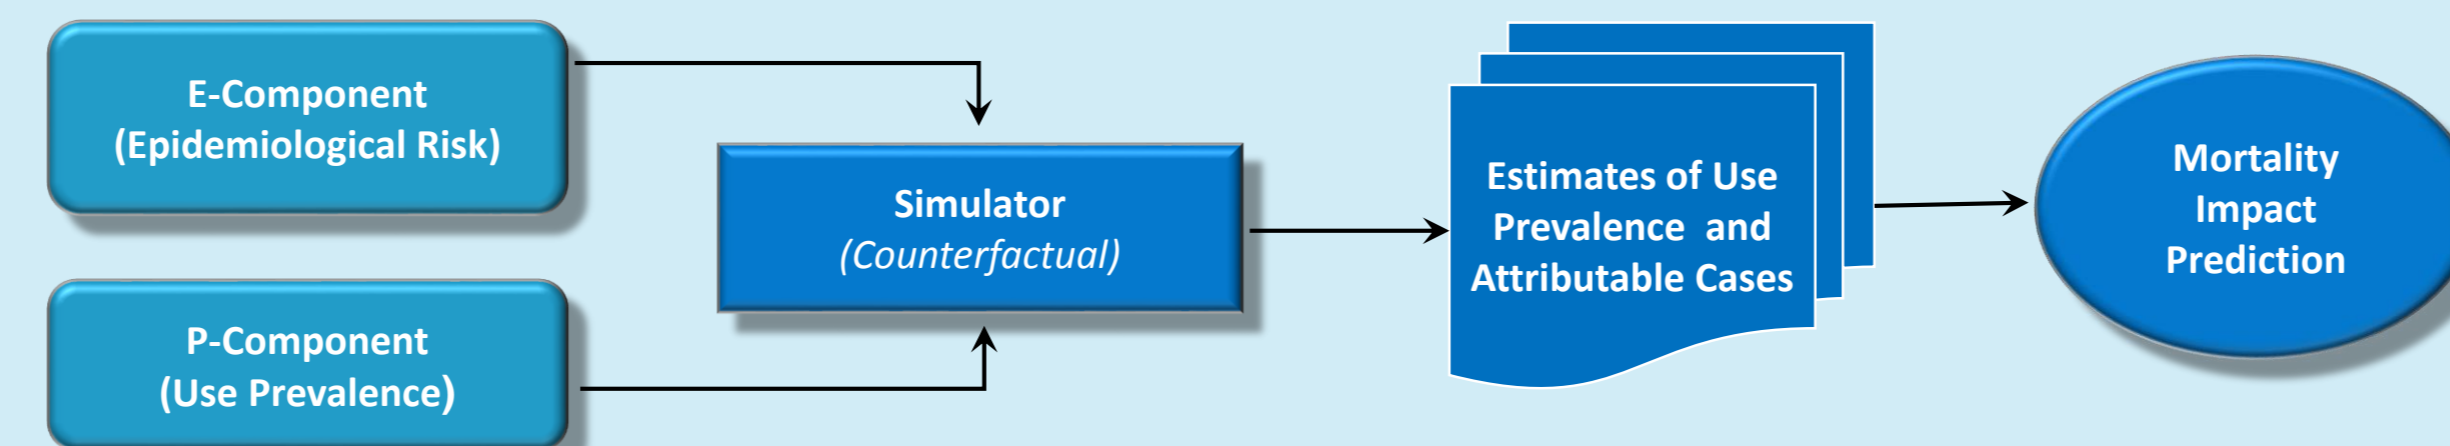 E-Component
(Epidemiological Risk)
P-Component
(Use Prevalence)
Simulator
(Counterfactual)
Estimates of Use
Prevalence and
Attributable Cases
Mortality
Impact
Prediction